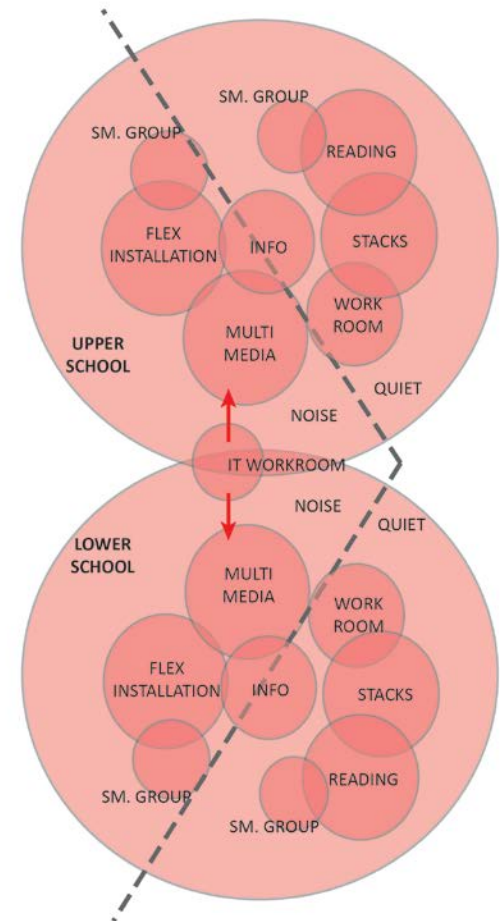 SM. GROUP
SM. GROUP
READING
FLEX
INSTALLATION
INFO
STACKS
WORK
ROOM
MULTI
MEDIA
UPPER
SCHOOL
QUIET
NOISE
IT WORKROOM
NOISE
QUIET
LOWER
SCHOOL
MULTI
MEDIA
WORK
ROOM
FLEX
INSTALLATION
INFO
STACKS
READING
SM. GROUP
SM. GROUP